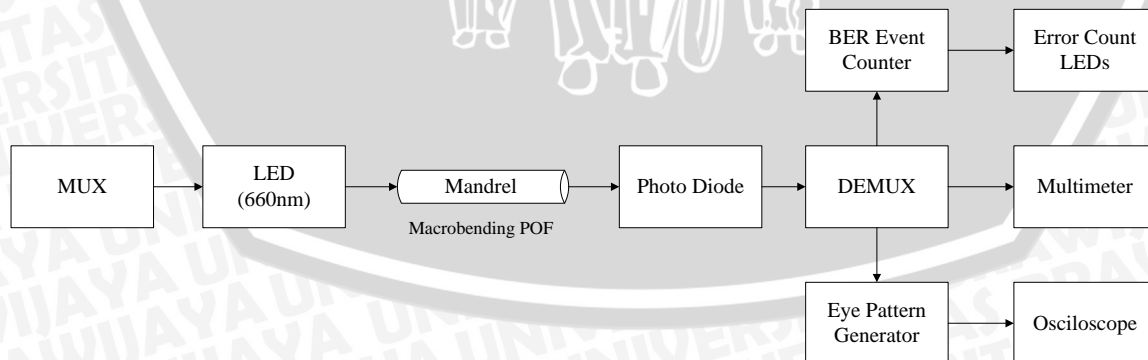 BER Event
Counter
Error Count
LEDs
MUX
LED
(660nm)
Mandrel
Photo Diode
DEMUX
Multimeter
Macrobending POF
Eye Pattern
Generator
Osciloscope